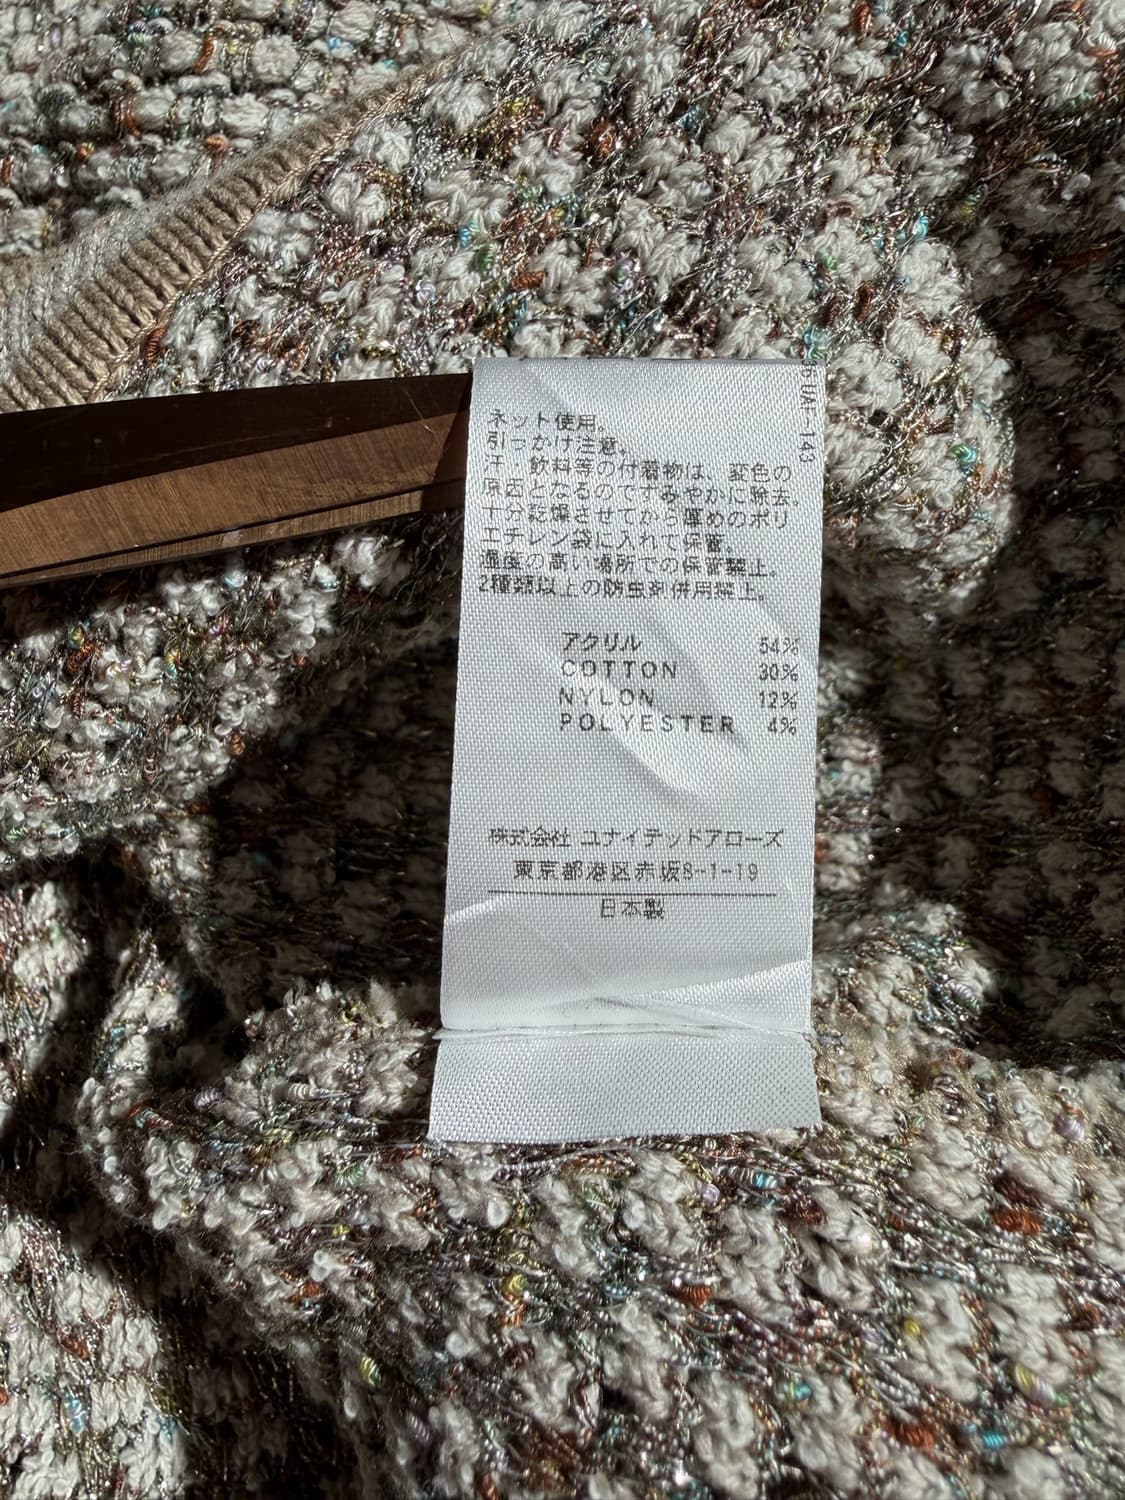 ネット使用。
引っかけ注意。
汗・飲料等の付着物は、変色の
原因となるのですみやかに除去。
十分乾燥させてから厚めのポリ
エチレン袋に入れて保管。
湿度の高い場所での保管禁止。
2種類以上の防虫剤併用禁止。
アクリル 54%
COTTON 30%
NYLON 12%
POLYESTER 4%
株式会社 ユナイテッドアローズ
東京都港区赤坂8-1-19
日本製